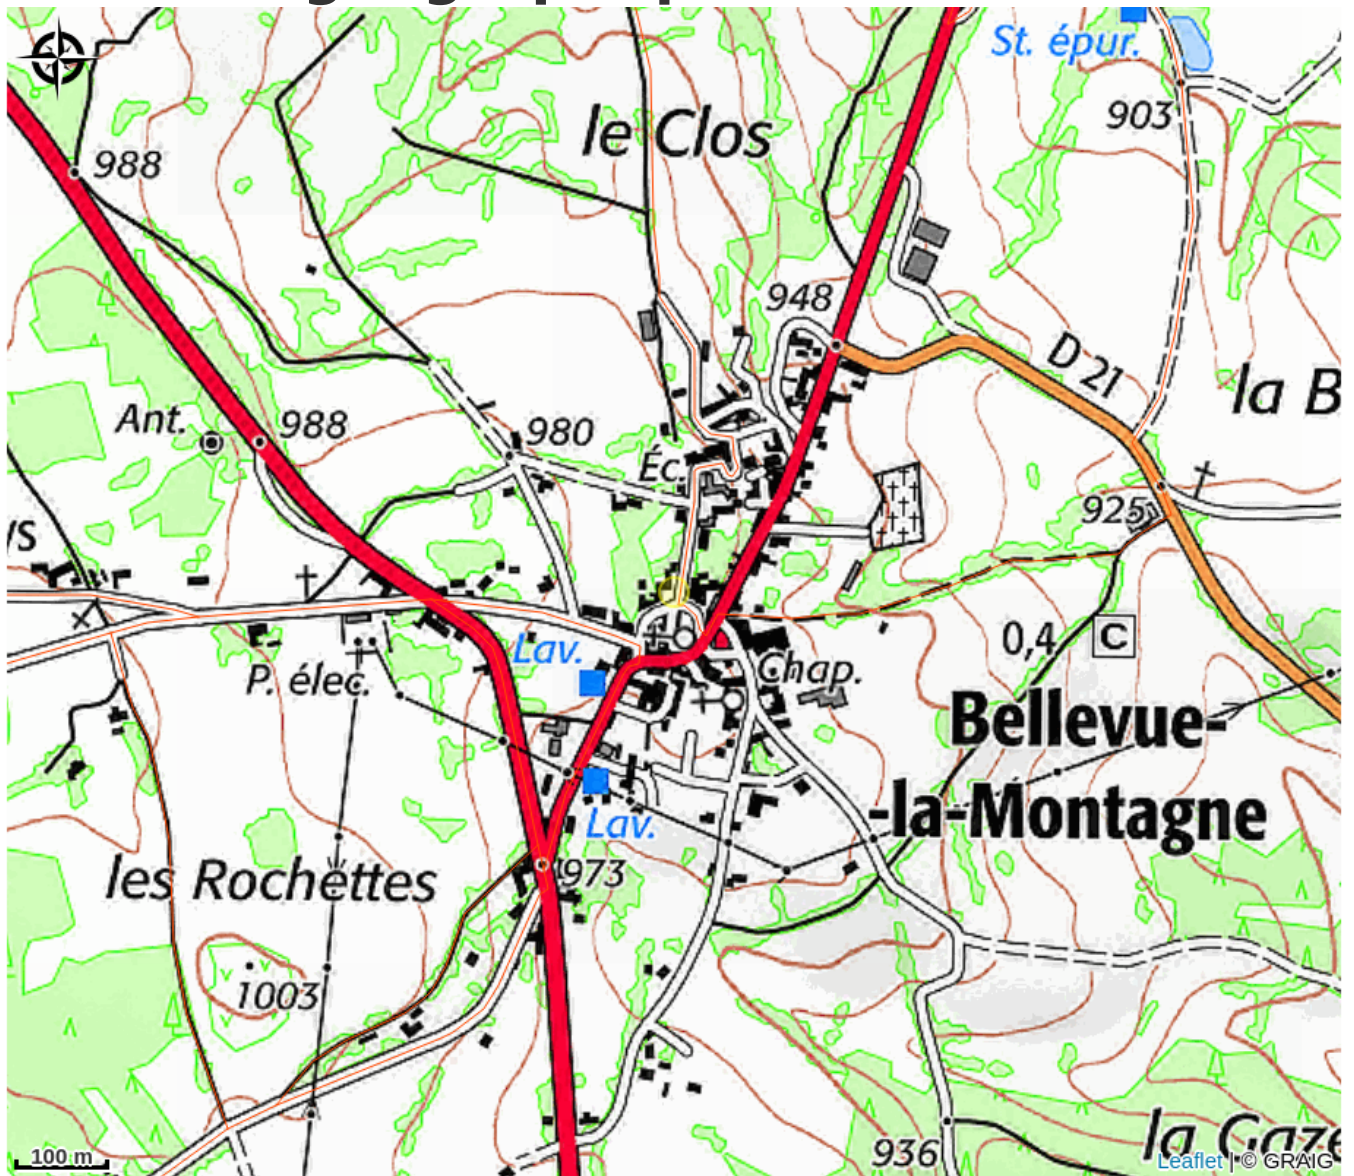 St. épur.
903
le Clos
988
948
D 21
la B
Ant.
988
980
Éc.
925
YS
0,4
C
Lav.
P. élec.
Chap.
Bellevue-
-la-Montagne
Lav.
les Rochettes
973
1003
936
la Gaze
100 m
Leaflet | © GRAIG